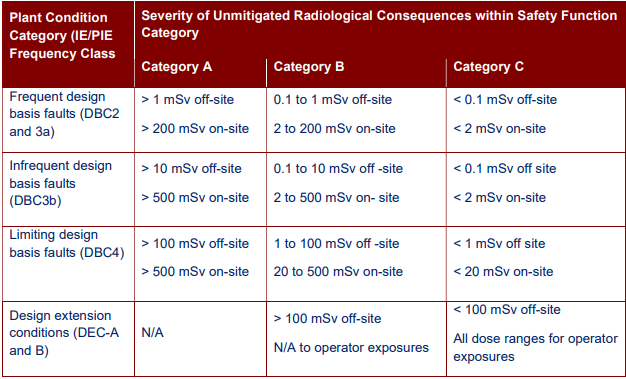 Plant Condition
Category (IE/PIE
Frequency Class
Severity of Unmitigated Radiological Consequences within Safety Function
Category
Category A
Category B
Category C
Frequent design
basis faults (DBC2
and 3a)
> 1 mSv off-site
> 200 mSv on-site
0.1 to 1 mSv off-site
2 to 200 mSv on-site
< 0.1 mSv off-site
< 2 mSv on-site
Infrequent design
basis faults
(DBC3b)
> 10 mSv off-site
> 500 mSv on-site
0.1 to 10 mSv off -site
2 to 500 mSv on- site
< 0.1 mSv off site
< 2 mSv on-site
Limiting design
basis faults (DBC4)
> 100 mSv off-site
> 500 mSv on-site
1 to 100 mSv off -site
20 to 500 mSv on-site
< 1 mSv off site
< 20 mSv on-site
Design extension
conditions (DEC-A
and B)
N/A
> 100 mSv off-site
N/A to operator exposures
< 100 mSv off-site
All dose ranges for operator
exposures